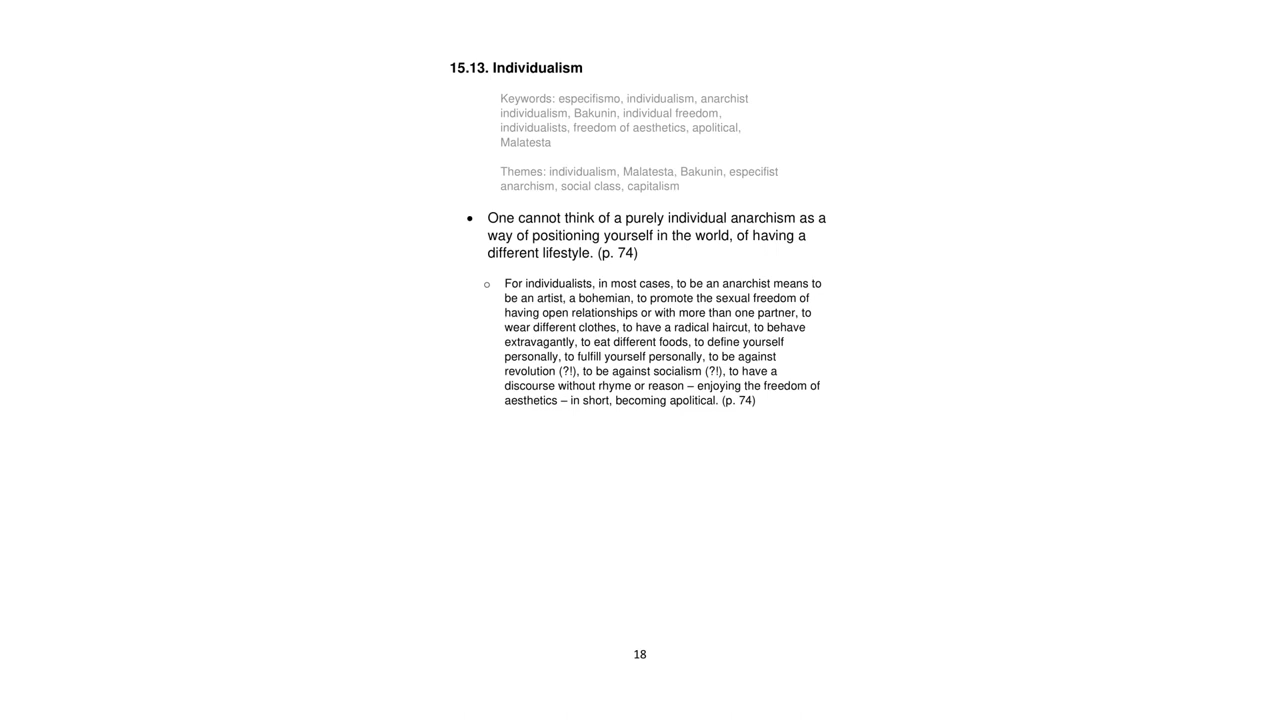 15.13. Individualism
Keywords: especifismo, individualism, anarchist
individualism, Bakunin, individual freedom,
individualists, freedom of aesthetics, apolitical,
Malatesta
Themes: individualism, Malatesta, Bakunin, especifist
anarchism, social class, capitalism
• One cannot think of a purely individual anarchism as a
way of positioning yourself in the world, of having a
different lifestyle. (p. 74)
o For individualists, in most cases, to be an anarchist means to
be an artist, a bohemian, to promote the sexual freedom of
having open relationships or with more than one partner, to
wear different clothes, to have a radical haircut, to behave
extravagantly, to eat different foods, to define yourself
personally, to fulfill yourself personally, to be against
revolution (?!), to be against socialism (?!), to have a
discourse without rhyme or reason – enjoying the freedom of
aesthetics – in short, becoming apolitical. (p. 74)
18